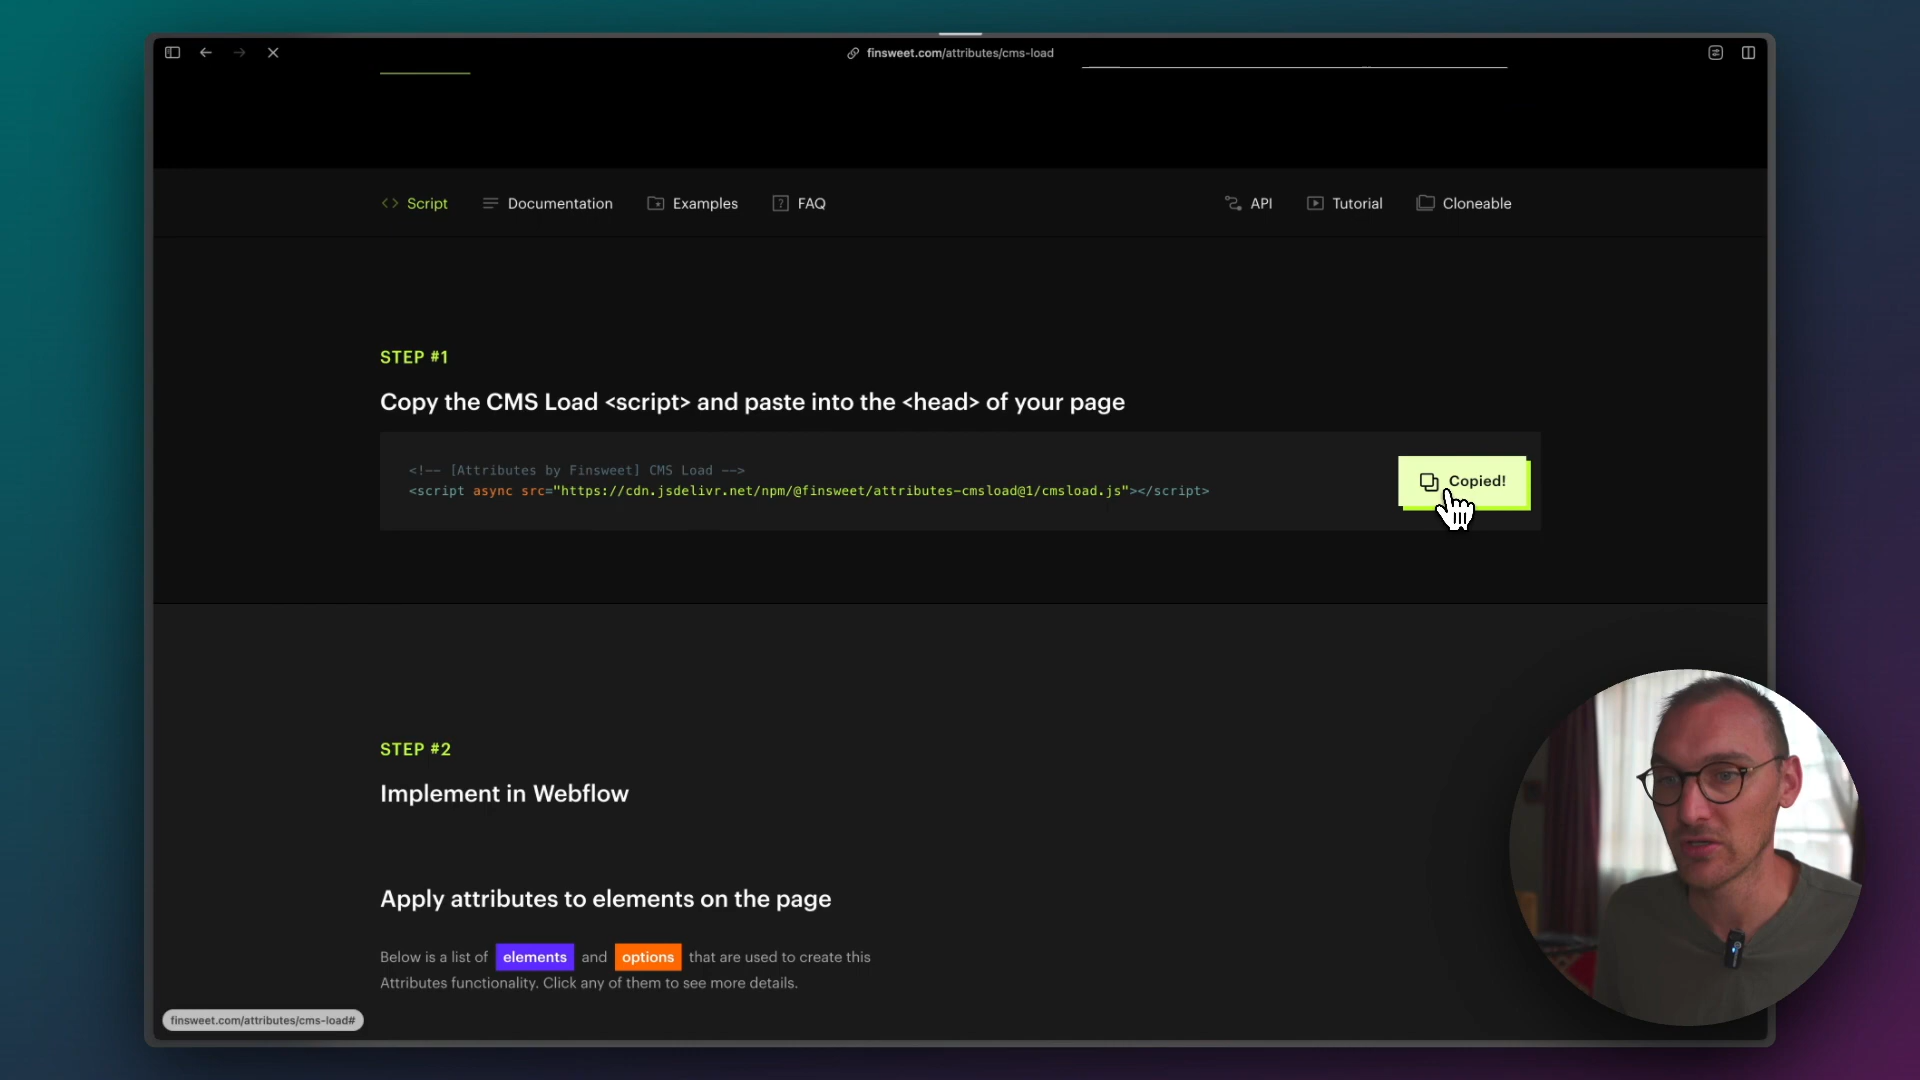 finsweet.com/attributes/cms-load
Script
Documentation
Examples
FAQ
API
Tutorial
Cloneable
STEP #1
Copy the CMS Load <script> and paste into the <head> of your page
<!-- [Attributes by Finsweet] CMS Load -->
<script async src="https://cdn.jsdelivr.net/npm/@finsweet/attributes-cmsload@1/cmsload.js"></script>
Copied!
STEP #2
Implement in Webflow
Apply attributes to elements on the page
Below is a list of elements and options that are used to create this
Attributes functionality. Click any of them to see more details.
finsweet.com/attributes/cms-load#